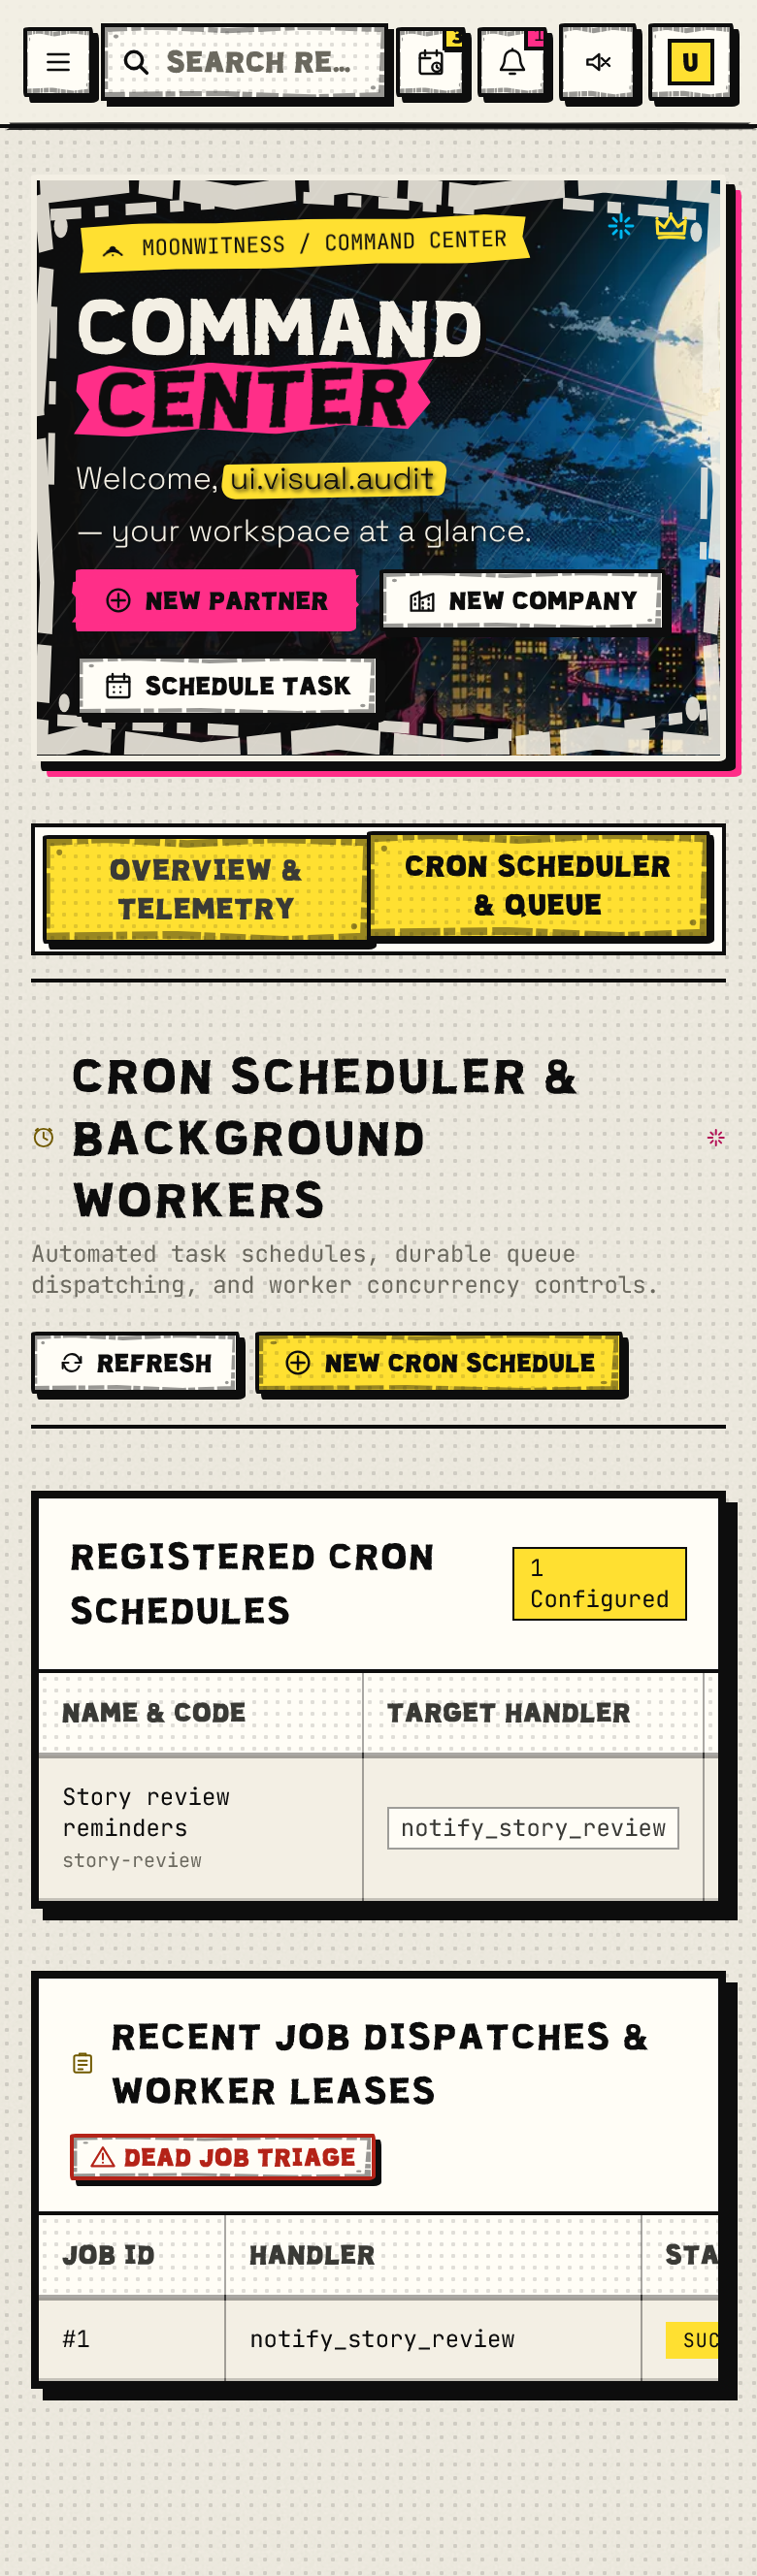 SEARCH RE...
3
1
U
MOONWITNESS / COMMAND CENTER
COMMAND
CENTER
Welcome, ui.visual.audit
— your workspace at a glance.
NEW PARTNER
NEW COMPANY
SCHEDULE TASK
OVERVIEW &
TELEMETRY
CRON SCHEDULER
& QUEUE
CRON SCHEDULER &
BACKGROUND
WORKERS
Automated task schedules, durable queue
dispatching, and worker concurrency controls.
REFRESH
NEW CRON SCHEDULE
REGISTERED CRON
SCHEDULES
1
Configured
NAME & CODE
TARGET HANDLER
Story review
reminders
story-review
notify_story_review
RECENT JOB DISPATCHES &
WORKER LEASES
DEAD JOB TRIAGE
JOB ID
HANDLER
STA
#1
notify_story_review
SUC